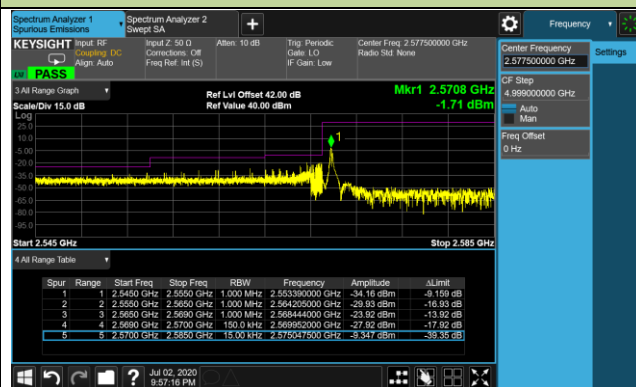 Spectrum Analyzer 1
Spurious Emissions
Spectrum Analyzer 2
Swept SA
Frequency
KEYSIGHT
Input: RF
Coupling: DC
Align: Auto
Input Z: 50 Ω
Corrections: Off
Freq Ref: Int (S)
Atten: 10 dB
Trig: Periodic
Gate: LO
IF Gain: Low
Center Freq: 2.577500000 GHz
Radio Std: None
PASS
Center Frequency
2.577500000 GHz
Settings
CF Step
4.999000000 GHz
Auto
Man
Freq Offset
0 Hz
3 All Range Graph
Scale/Div 15.0 dB
Ref Lvl Offset 42.00 dB
Ref Value 40.00 dBm
Mkr1 2.5708 GHz
-1.71 dBm
Log
25.0
10.0
-5.00
-20.0
-35.0
-50.0
-65.0
-80.0
-95.0
1
Start 2.545 GHz
Stop 2.585 GHz
4 All Range Table
Spur Range Start Freq Stop Freq RBW Frequency Amplitude ΔLimit
1 1 2.5450 GHz 2.5550 GHz 1.000 MHz 2.553390000 GHz -34.16 dBm -9.159 dB
2 2 2.5550 GHz 2.5650 GHz 1.000 MHz 2.564205000 GHz -29.93 dBm -16.93 dB
3 3 2.5650 GHz 2.5690 GHz 1.000 MHz 2.568444000 GHz -23.92 dBm -13.92 dB
4 4 2.5690 GHz 2.5700 GHz 150.0 kHz 2.569952000 GHz -27.92 dBm -17.92 dB
5 5 2.5700 GHz 2.5850 GHz 15.00 kHz 2.575047500 GHz -9.347 dBm -39.35 dB
Jul 02, 2020
9:57:16 PM